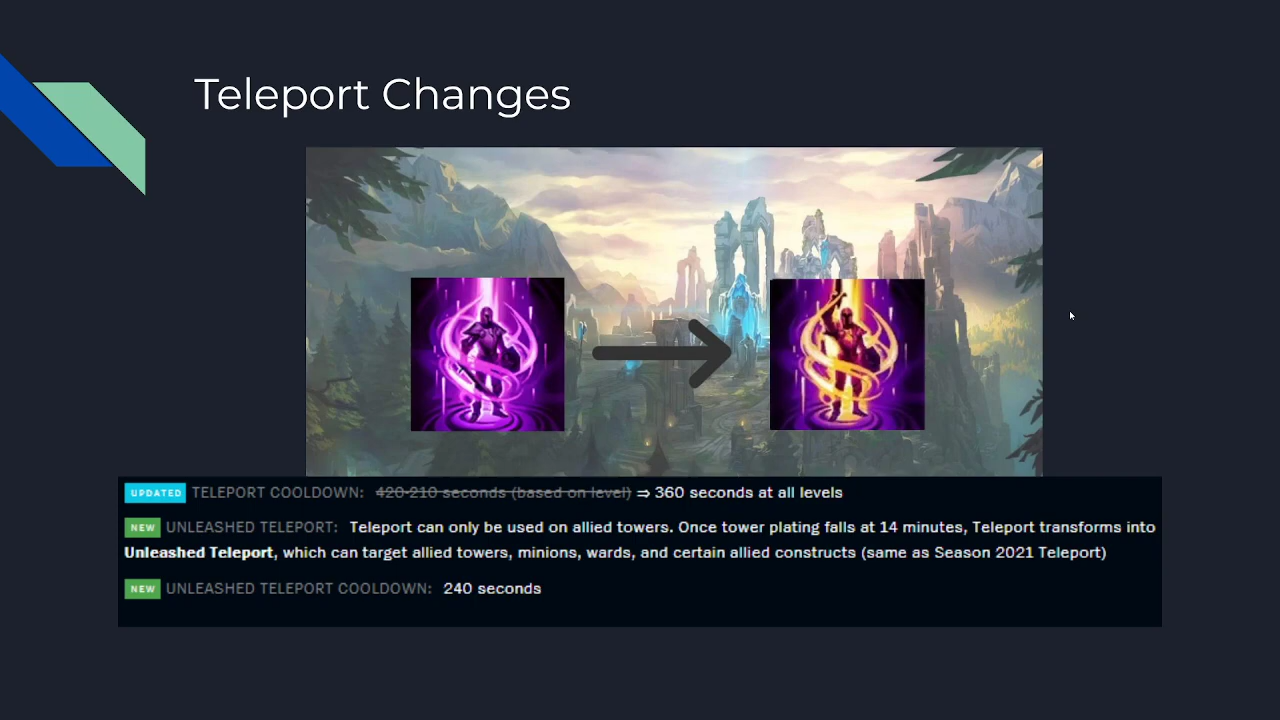 Teleport Changes
UPDATED TELEPORT COOLDOWN: 420-210 seconds (based on level) ⇒ 360 seconds at all levels
NEW UNLEASHED TELEPORT: Teleport can only be used on allied towers. Once tower plating falls at 14 minutes, Teleport transforms into
Unleashed Teleport, which can target allied towers, minions, wards, and certain allied constructs (same as Season 2021 Teleport)
NEW UNLEASHED TELEPORT COOLDOWN: 240 seconds